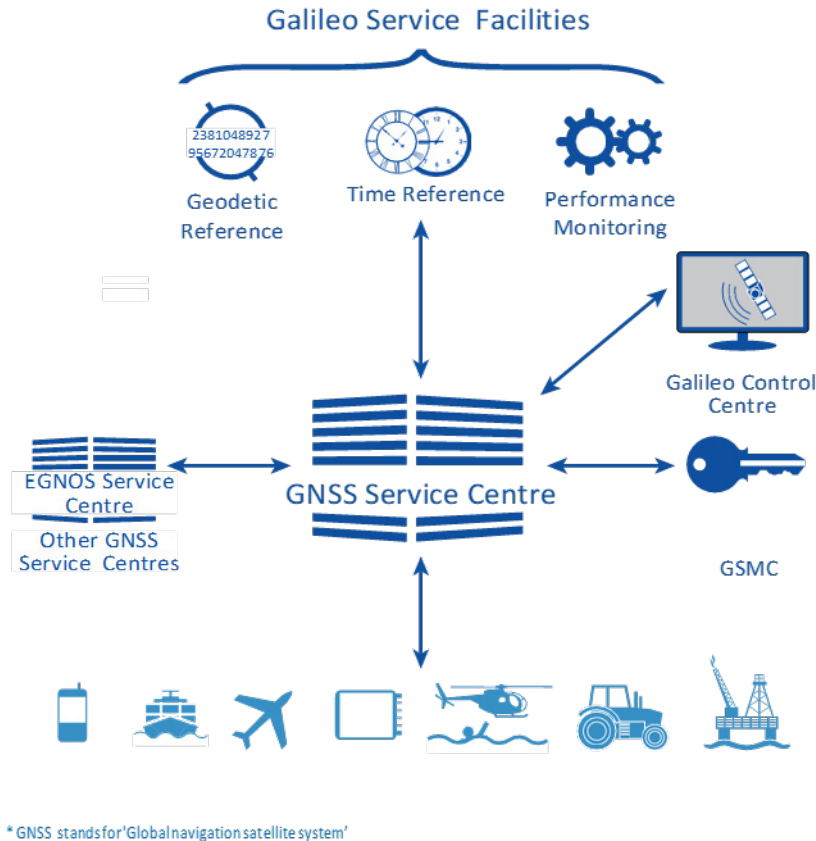 Galileo Service Facilities
2381048927
95672047876
Geodetic
Reference
Time Reference
Performance
Monitoring
Galileo Control
Centre
EGNOS Service
Centre
Other GNSS
Service Centres
GNSS Service Centre
GSMC
* GNSS stands for 'Global navigation satellite system'